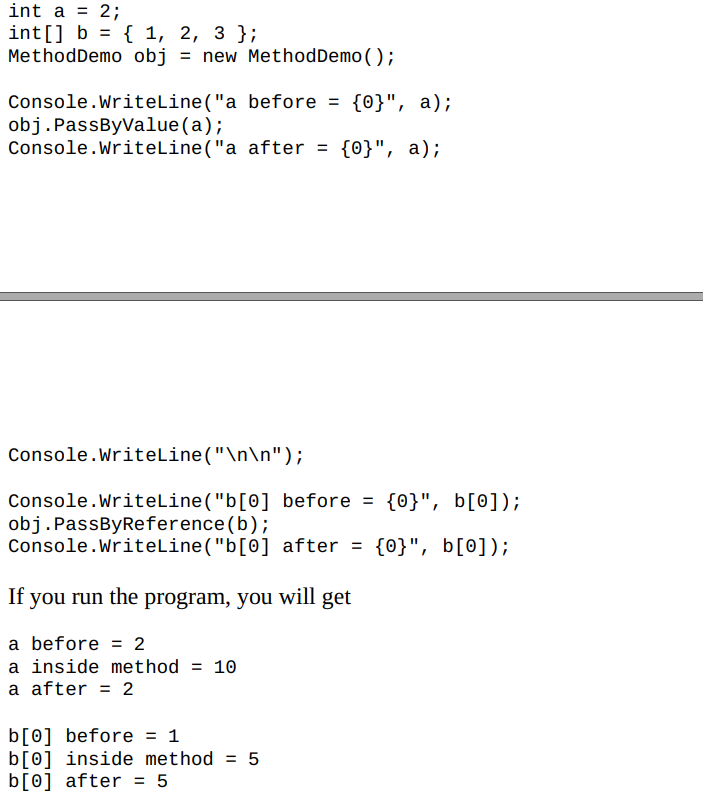 int a = 2;
int[] b = { 1, 2, 3 };
MethodDemo obj = new MethodDemo();
Console.WriteLine("a before = {0}", a);
obj.PassByValue(a);
Console.WriteLine("a after = {0}", a);
Console.WriteLine("\n\n");
Console.WriteLine("b[0] before = {0}", b[0]);
obj.PassByReference(b);
Console.WriteLine("b[0] after = {0}", b[0]);
If you run the program, you will get
a before = 2
a inside method = 10
a after = 2
b[0] before = 1
b[0] inside method = 5
b[0] after = 5